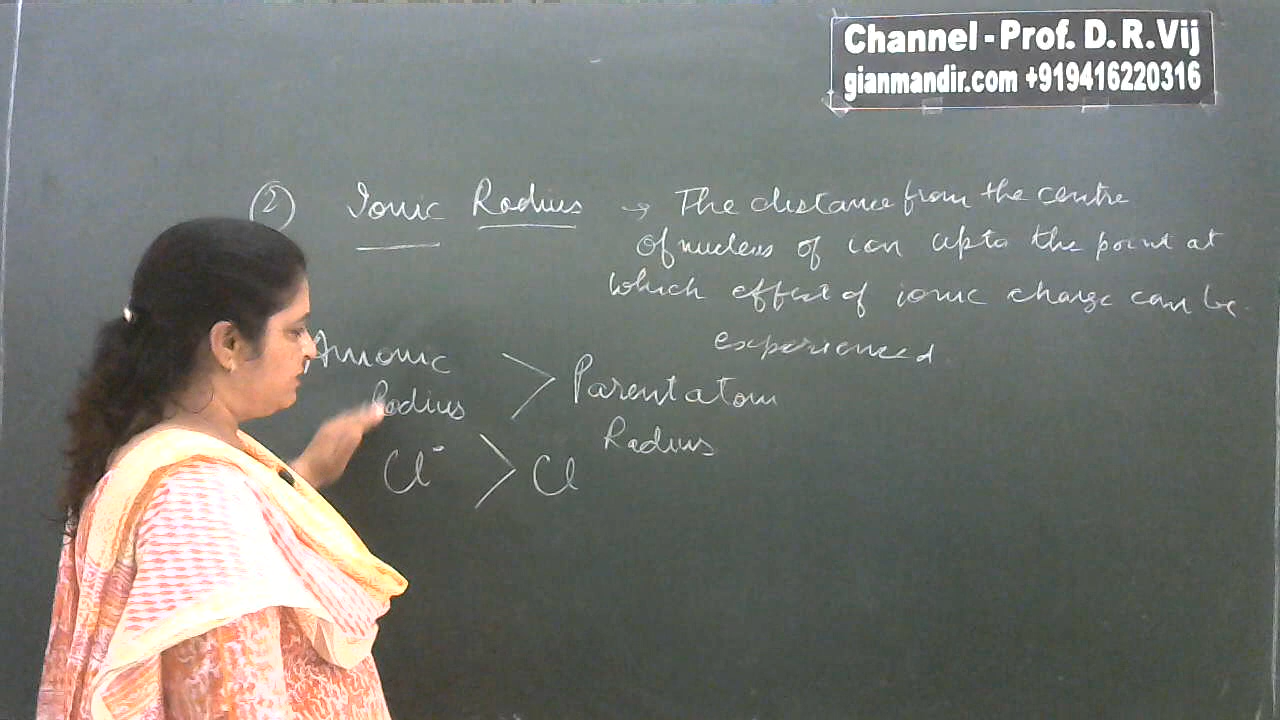 Channel - Prof. D. R. Vij
gianmandir.com +919416220316
(2) Ionic Radius → The distance from the centre
of nucleus of ion upto the point at
which effect of ionic charge can be
experienced
Anionic Radius > Parent atom Radius
Cl⁻ > Cl